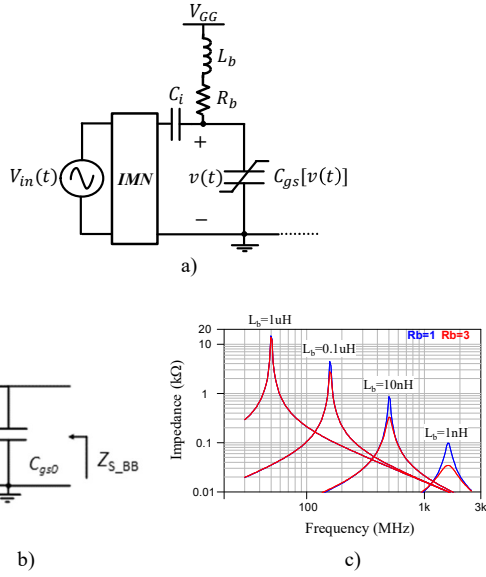 V_GG
L_b
R_b
C_i
+
V_in(t)
IMN
v(t)
C_gs[v(t)]
−
a)
C_gs0
Z_S_BB
b)
L_b=1uH
Rb=1 Rb=3
L_b=0.1uH
L_b=10nH
L_b=1nH
Impedance (kΩ)
20
10
1
0.1
0.01
100
1k
3k
Frequency (MHz)
c)